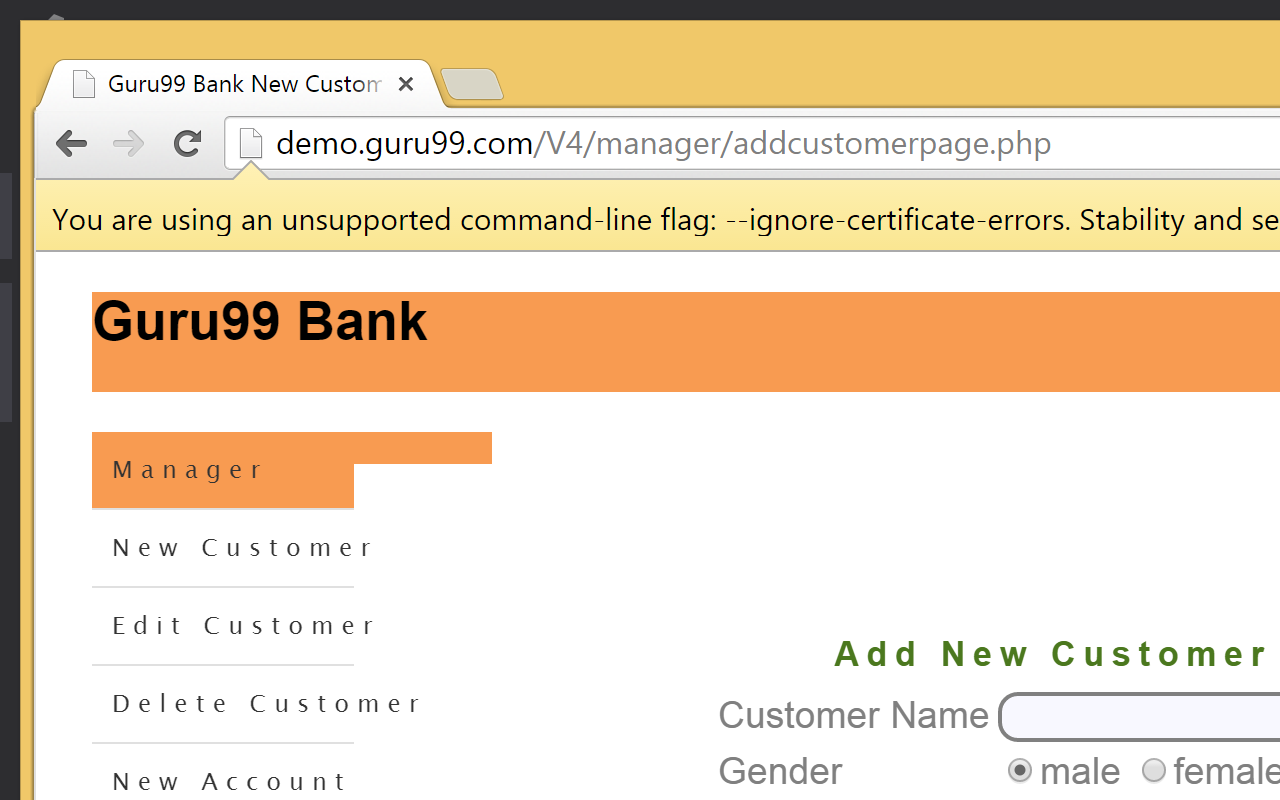 Guru99 Bank New Custom
demo.guru99.com/V4/manager/addcustomerpage.php
You are using an unsupported command-line flag: --ignore-certificate-errors. Stability and se
Guru99 Bank
Manager
New Customer
Edit Customer
Delete Customer
New Account
Add New Customer
Customer Name
Gender male female